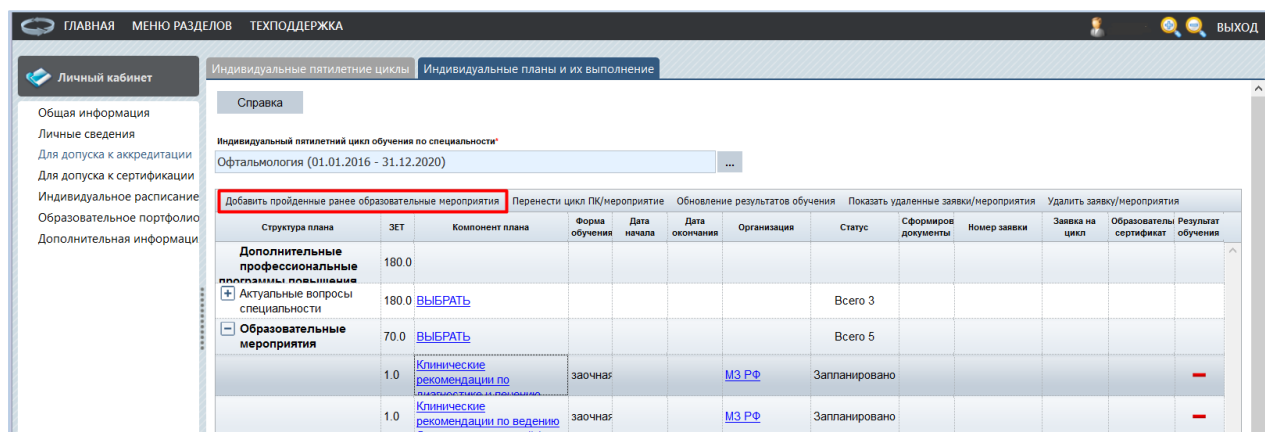 ГЛАВНАЯ МЕНЮ РАЗДЕЛОВ ТЕХПОДДЕРЖКА ВЫХОД
Личный кабинет
Общая информация
Личные сведения
Для допуска к аккредитации
Для допуска к сертификации
Индивидуальное расписание
Образовательное портфолио
Дополнительная информаци
Индивидуальные пятилетние циклы Индивидуальные планы и их выполнение
Справка
Индивидуальный пятилетний цикл обучения по специальности*
Офтальмология (01.01.2016 - 31.12.2020) ...
Добавить пройденные ранее образовательные мероприятия Перенести цикл ПК/мероприятие Обновление результатов обучения Показать удаленные заявки/мероприятия Удалить заявку/мероприятия
Структура плана ЗЕТ Компонент плана Форма обучения Дата начала Дата окончания Организация Статус Сформиров документы Номер заявки Заявка на цикл Образователь сертификат Результат обучения
Дополнительные
профессиональные 180.0
программы повышения
Актуальные вопросы
специальности 180.0 ВЫБРАТЬ Всего 3
Образовательные
мероприятия 70.0 ВЫБРАТЬ Всего 5
Клинические
1.0 рекомендации по заочная МЗ РФ Запланировано
диагностике и лечению
Клинические
1.0 рекомендации по ведению заочная МЗ РФ Запланировано